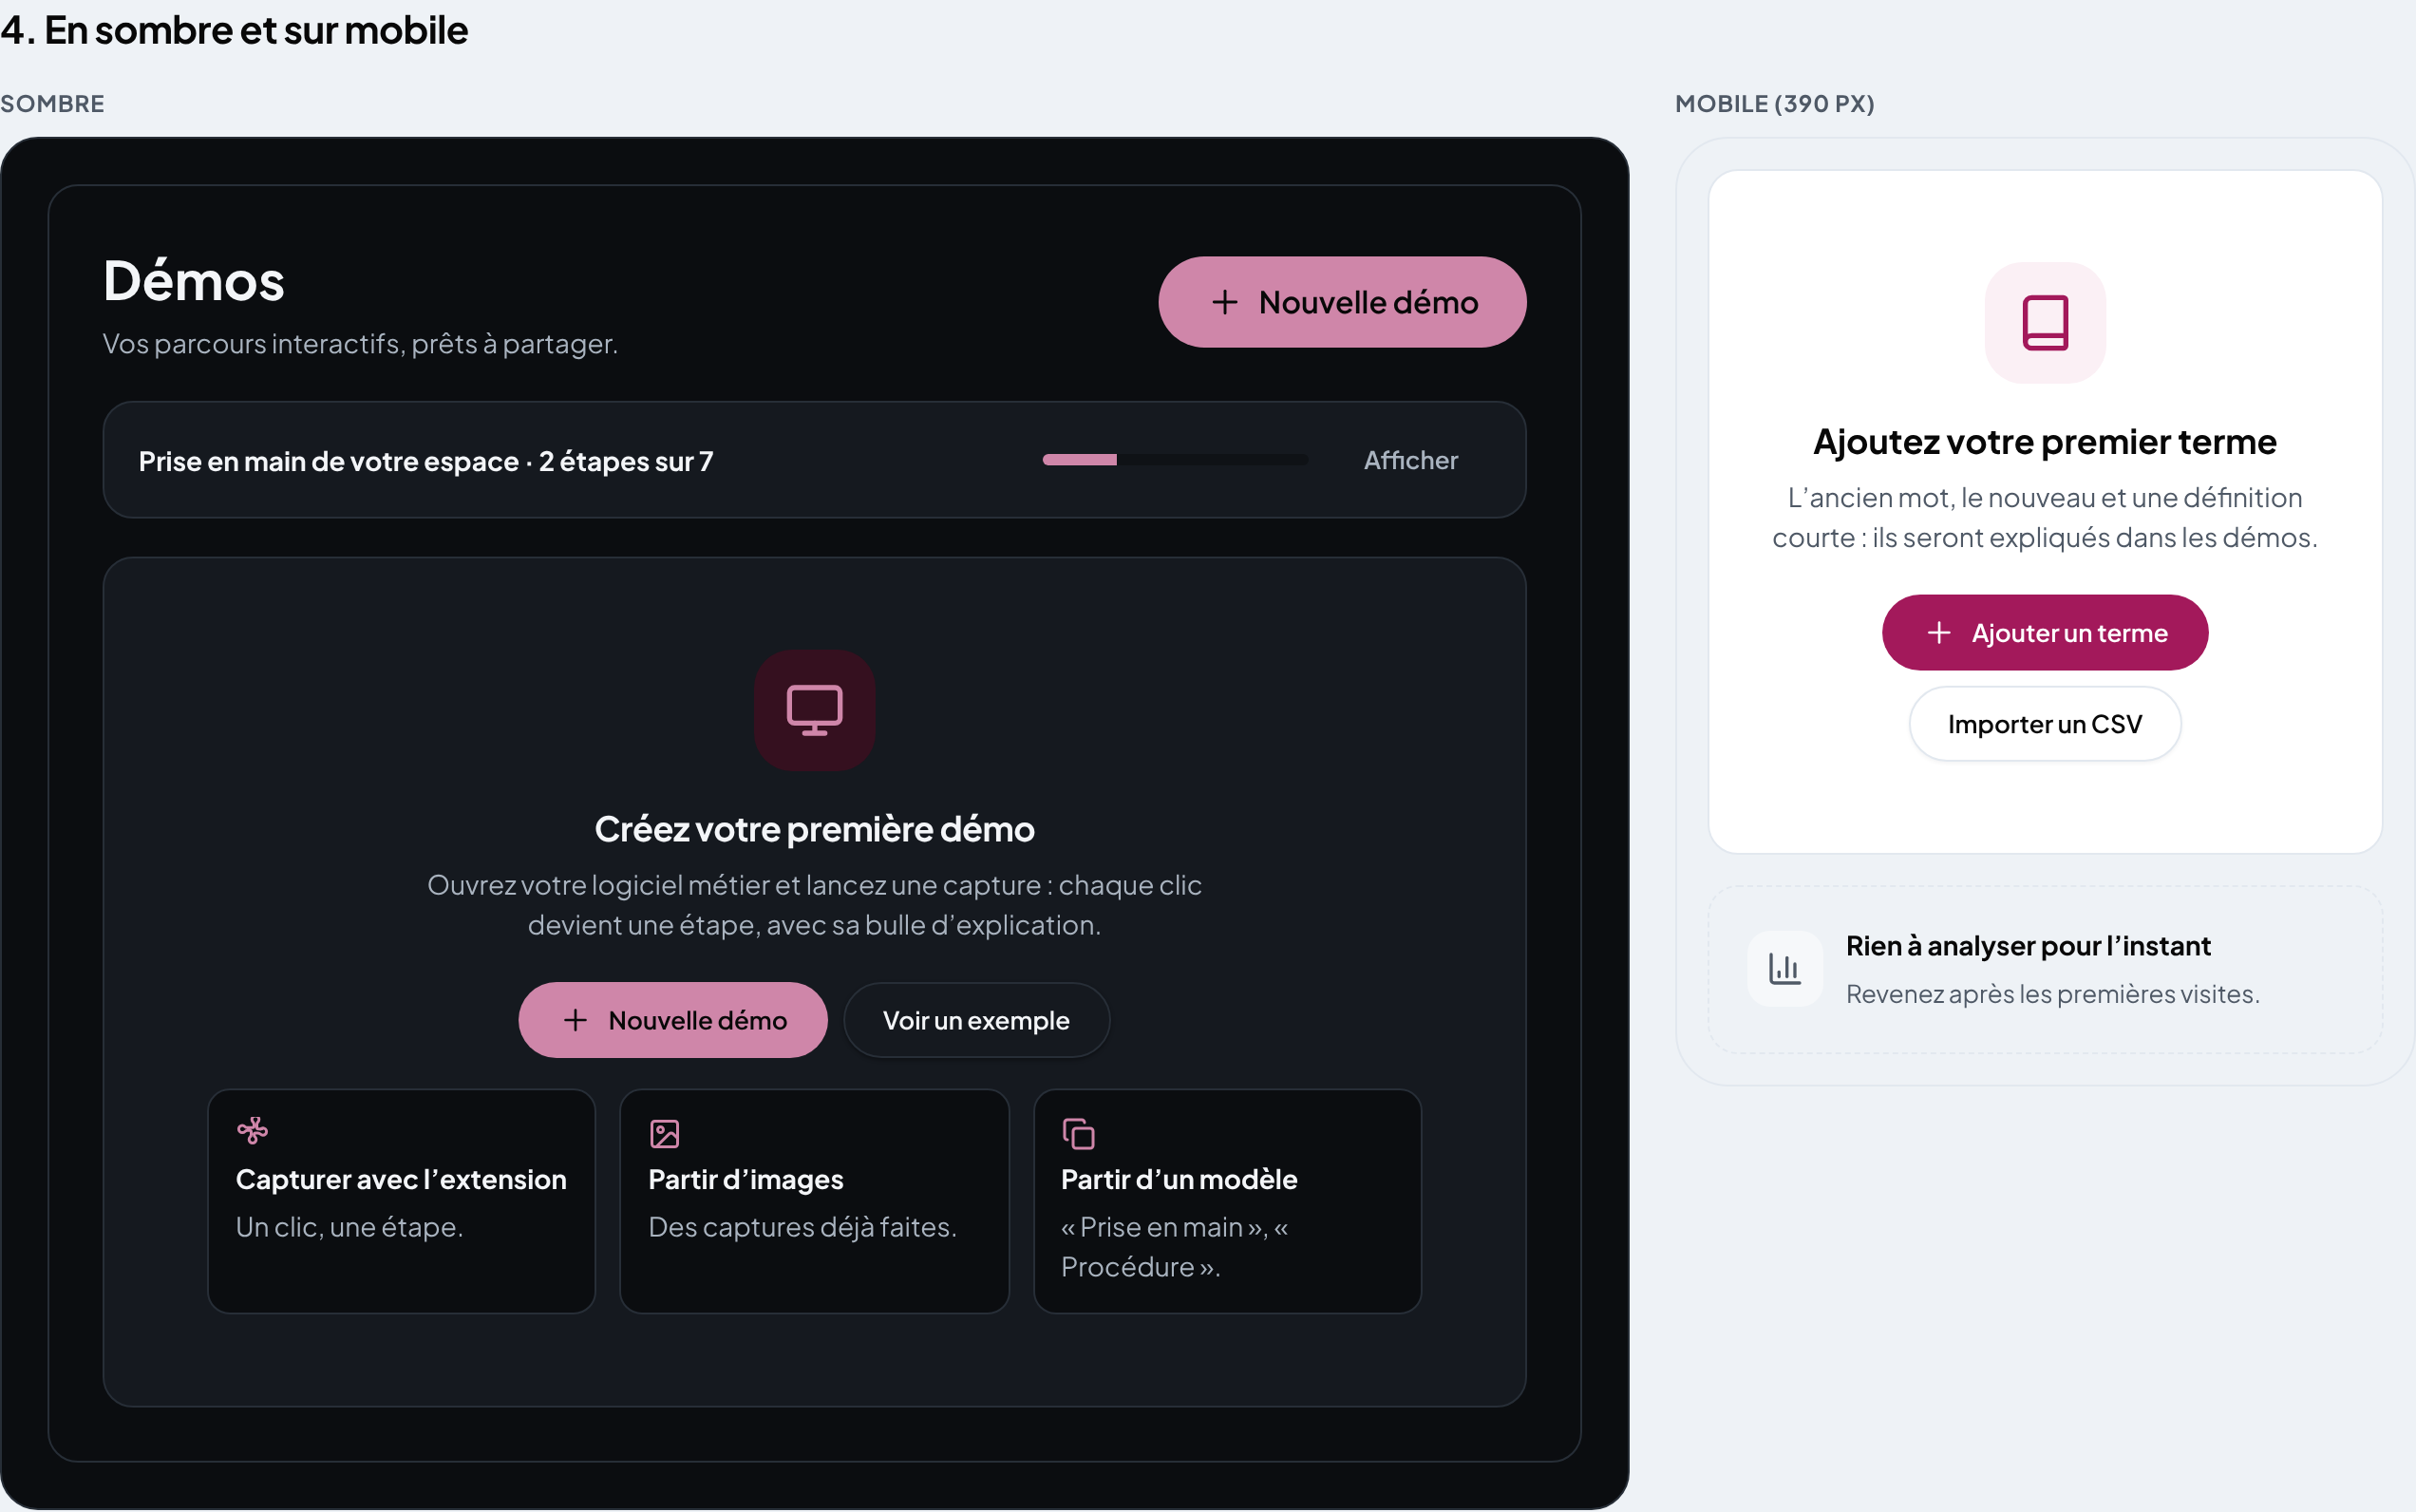 4. En sombre et sur mobile
SOMBRE
Démos
Vos parcours interactifs, prêts à partager.
Nouvelle démo
Prise en main de votre espace · 2 étapes sur 7
Afficher
Créez votre première démo
Ouvrez votre logiciel métier et lancez une capture : chaque clic
devient une étape, avec sa bulle d’explication.
Nouvelle démo
Voir un exemple
Capturer avec l’extension
Un clic, une étape.
Partir d’images
Des captures déjà faites.
Partir d’un modèle
« Prise en main », «
Procédure ».
MOBILE (390 PX)
Ajoutez votre premier terme
L’ancien mot, le nouveau et une définition
courte : ils seront expliqués dans les démos.
Ajouter un terme
Importer un CSV
Rien à analyser pour l’instant
Revenez après les premières visites.